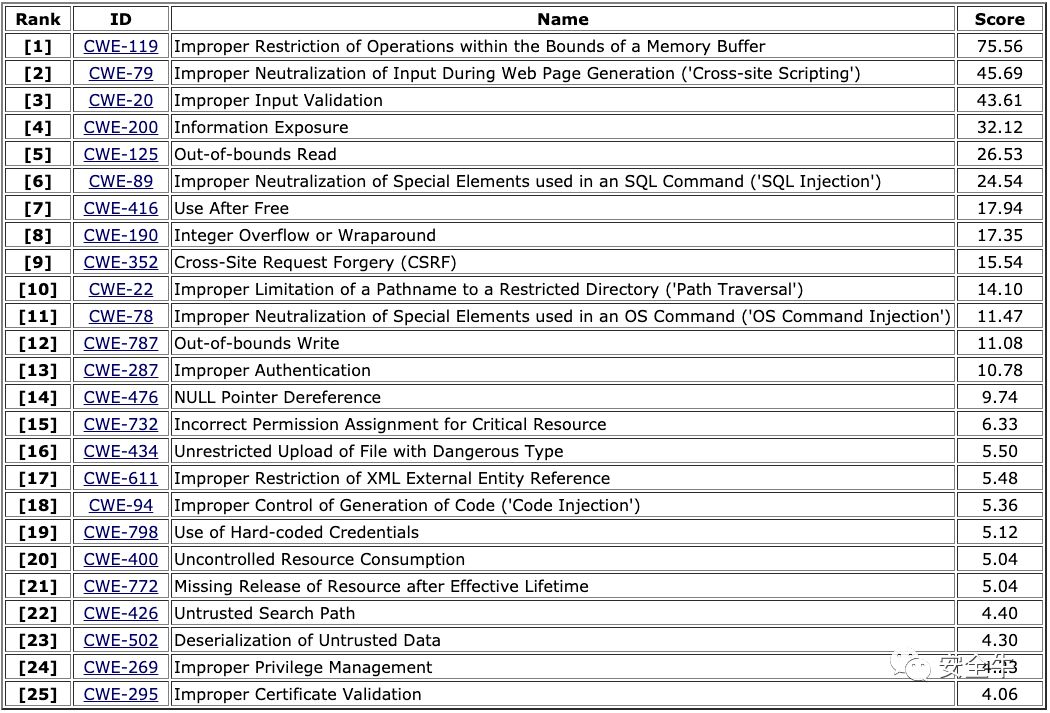 Rank ID Name Score
[1] CWE-119 Improper Restriction of Operations within the Bounds of a Memory Buffer 75.56
[2] CWE-79 Improper Neutralization of Input During Web Page Generation ('Cross-site Scripting') 45.69
[3] CWE-20 Improper Input Validation 43.61
[4] CWE-200 Information Exposure 32.12
[5] CWE-125 Out-of-bounds Read 26.53
[6] CWE-89 Improper Neutralization of Special Elements used in an SQL Command ('SQL Injection') 24.54
[7] CWE-416 Use After Free 17.94
[8] CWE-190 Integer Overflow or Wraparound 17.35
[9] CWE-352 Cross-Site Request Forgery (CSRF) 15.54
[10] CWE-22 Improper Limitation of a Pathname to a Restricted Directory ('Path Traversal') 14.10
[11] CWE-78 Improper Neutralization of Special Elements used in an OS Command ('OS Command Injection') 11.47
[12] CWE-787 Out-of-bounds Write 11.08
[13] CWE-287 Improper Authentication 10.78
[14] CWE-476 NULL Pointer Dereference 9.74
[15] CWE-732 Incorrect Permission Assignment for Critical Resource 6.33
[16] CWE-434 Unrestricted Upload of File with Dangerous Type 5.50
[17] CWE-611 Improper Restriction of XML External Entity Reference 5.48
[18] CWE-94 Improper Control of Generation of Code ('Code Injection') 5.36
[19] CWE-798 Use of Hard-coded Credentials 5.12
[20] CWE-400 Uncontrolled Resource Consumption 5.04
[21] CWE-772 Missing Release of Resource after Effective Lifetime 5.04
[22] CWE-426 Untrusted Search Path 4.40
[23] CWE-502 Deserialization of Untrusted Data 4.30
[24] CWE-269 Improper Privilege Management
安全牛
[25] CWE-295 Improper Certificate Validation 4.06